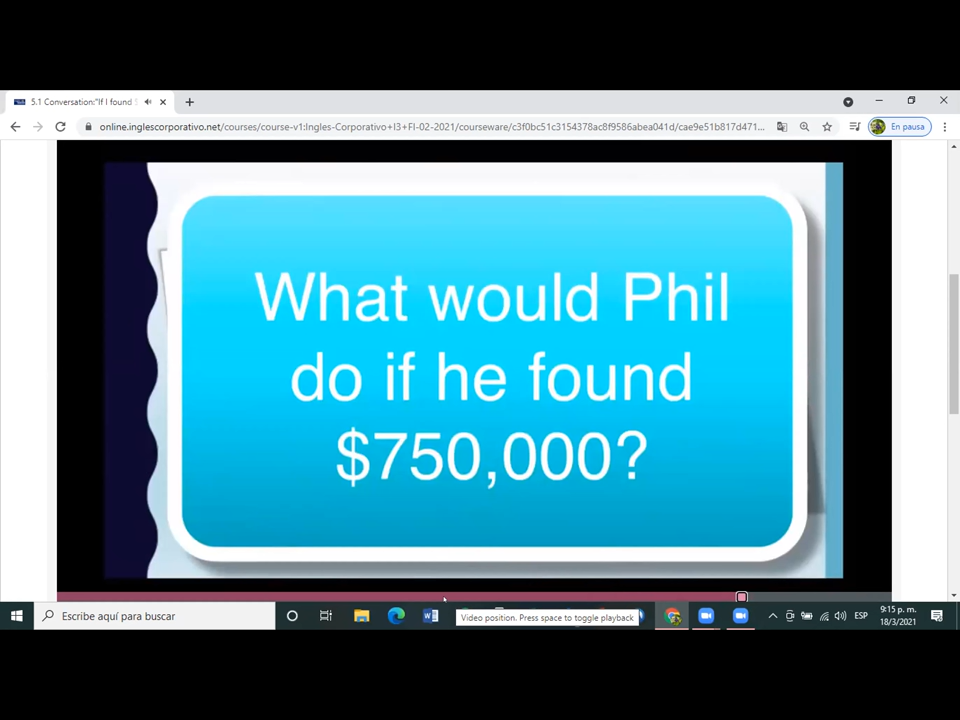 5.1 Conversation:"If I found
online.inglescorporativo.net/courses/course-v1:Ingles-Corporativo+I3+FI-02-2021/courseware/c3f0bc51c3154378ac8f9586abea041d/cae9e51b817d471...
En pausa
What would Phil
do if he found
$750,000?
Escribe aquí para buscar
Video position. Press space to toggle playback
ESP
9:15 p. m.
18/3/2021